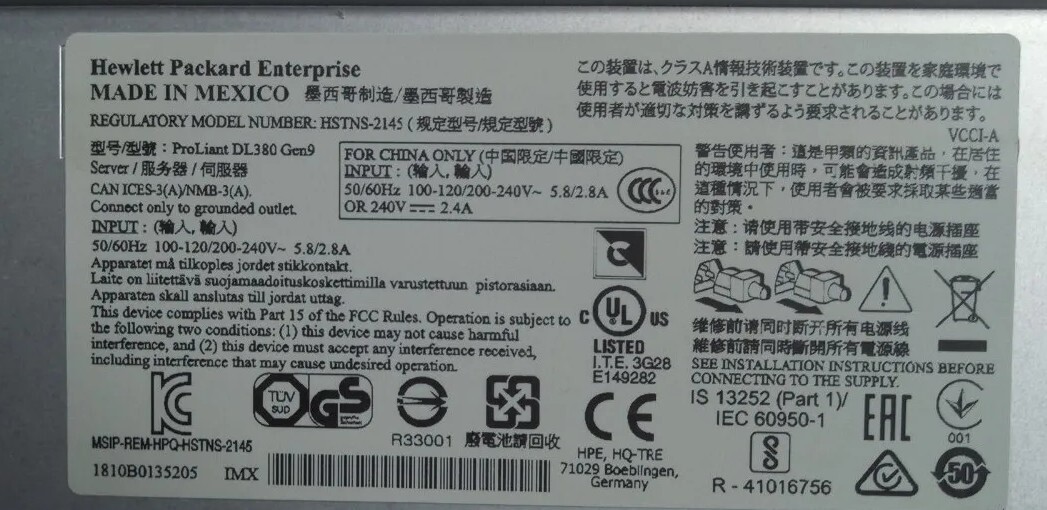 Hewlett Packard Enterprise
MADE IN MEXICO 墨西哥制造/墨西哥製造
REGULATORY MODEL NUMBER: HSTNS-2145 (规定型号/規定型號)
型号/型號：ProLiant DL380 Gen9
Server / 服务器 / 伺服器
CAN ICES-3(A)/NMB-3(A).
Connect only to grounded outlet.
INPUT : (输入, 輸入)
50/60Hz 100-120/200-240V~ 5.8/2.8A
Apparatet må tilkoples jordet stikkontakt.
Laite on liitettävä suojamaadoituskoskettimilla varustettuun pistorasiaan.
Apparaten skall anslutas till jordat uttag.
This device complies with Part 15 of the FCC Rules. Operation is subject to
the following two conditions: (1) this device may not cause harmful
interference, and (2) this device must accept any interference received,
including interference that may cause undesired operation.
FOR CHINA ONLY (中国限定/中國限定)
INPUT : (输入, 輸入)
50/60Hz 100-120/200-240V~ 5.8/2.8A
OR 240V ⎓ 2.4A
CCC
この装置は、クラスA情報技術装置です。この装置を家庭環境で
使用すると電波妨害を引き起こすことがあります。この場合には
使用者が適切な対策を講ずるよう要求されることがあります。
VCCI-A
警告使用者：這是甲類的資訊產品，在居住
的環境中使用時，可能會造成射頻干擾，在
這種情況下，使用者會被要求採取某些適當
的對策。
注意：请使用带安全接地线的电源插座
注意：請使用帶安全接地綫的電源插座
维修前请同时断开所有电源线
維修前請同時斷開所有電源線
SEE INSTALLATION INSTRUCTIONS BEFORE
CONNECTING TO THE SUPPLY.
C UL US
LISTED
I.T.E. 3G28
E149282
MSIP-REM-HPQ-HSTNS-2145
TÜV
SUD
GS
R33001
廢電池請回收
CE
HPE, HQ-TRE
71029 Boeblingen,
Germany
IS 13252 (Part 1)/
IEC 60950-1
R - 41016756
EAC
001
50
1810B0135205 IMX